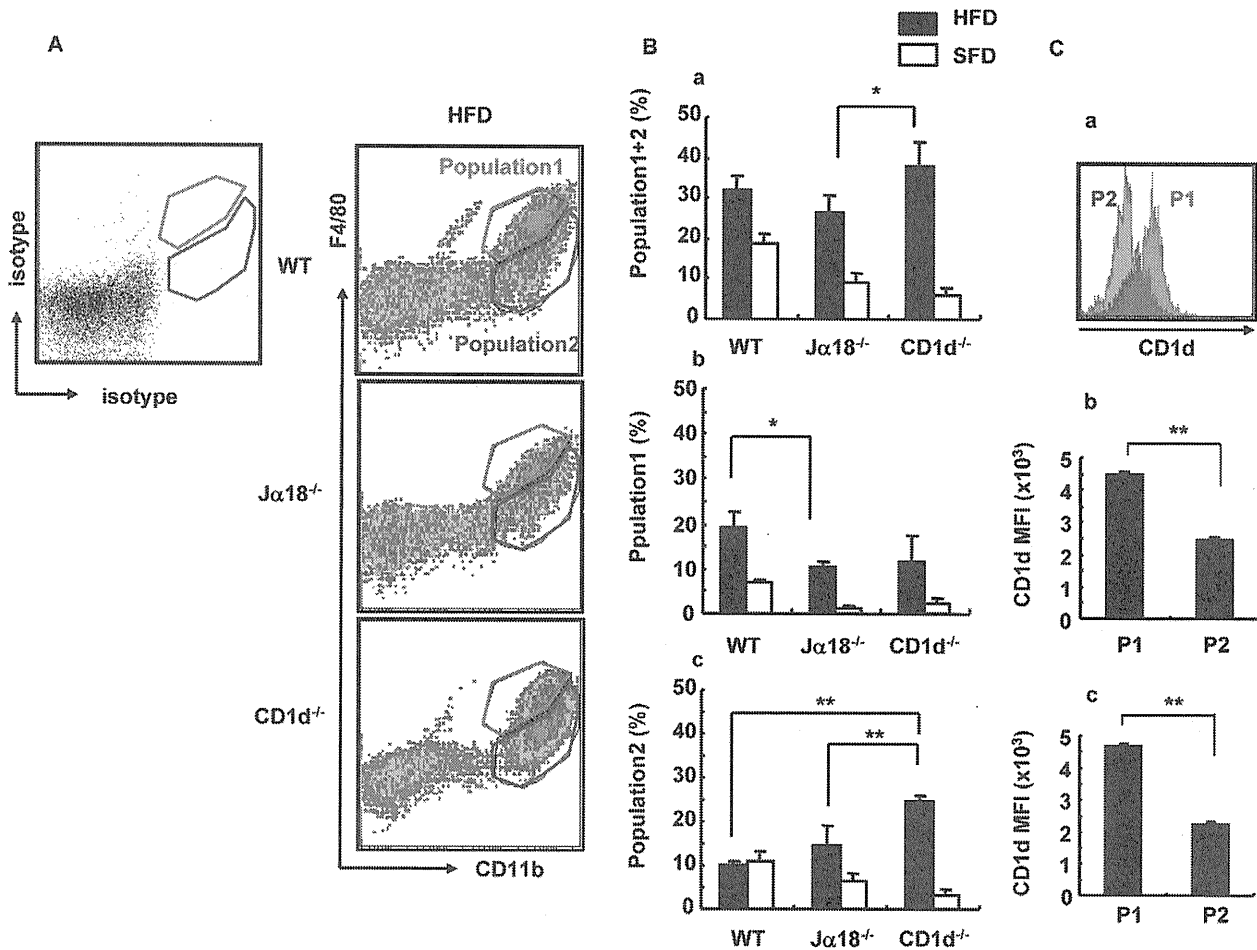 A
isotype
isotype
HFD
WT
Population1
Population2
F4/80
Jα18-/-
CD1d-/-
CD11b
HFD
SFD
B
a
Population1+2 (%)
50
40
30
20
10
0
*
WT Jα18-/- CD1d-/-
b
Ppulation1 (%)
50
40
30
20
10
0
*
WT Jα18-/- CD1d-/-
c
Population2 (%)
50
40
30
20
10
0
**
**
WT Jα18-/- CD1d-/-
C
a
P2 P1
CD1d
b
CD1d MFI (x10³)
5
4
3
2
1
0
**
P1 P2
c
CD1d MFI (x10³)
5
4
3
2
1
0
**
P1 P2